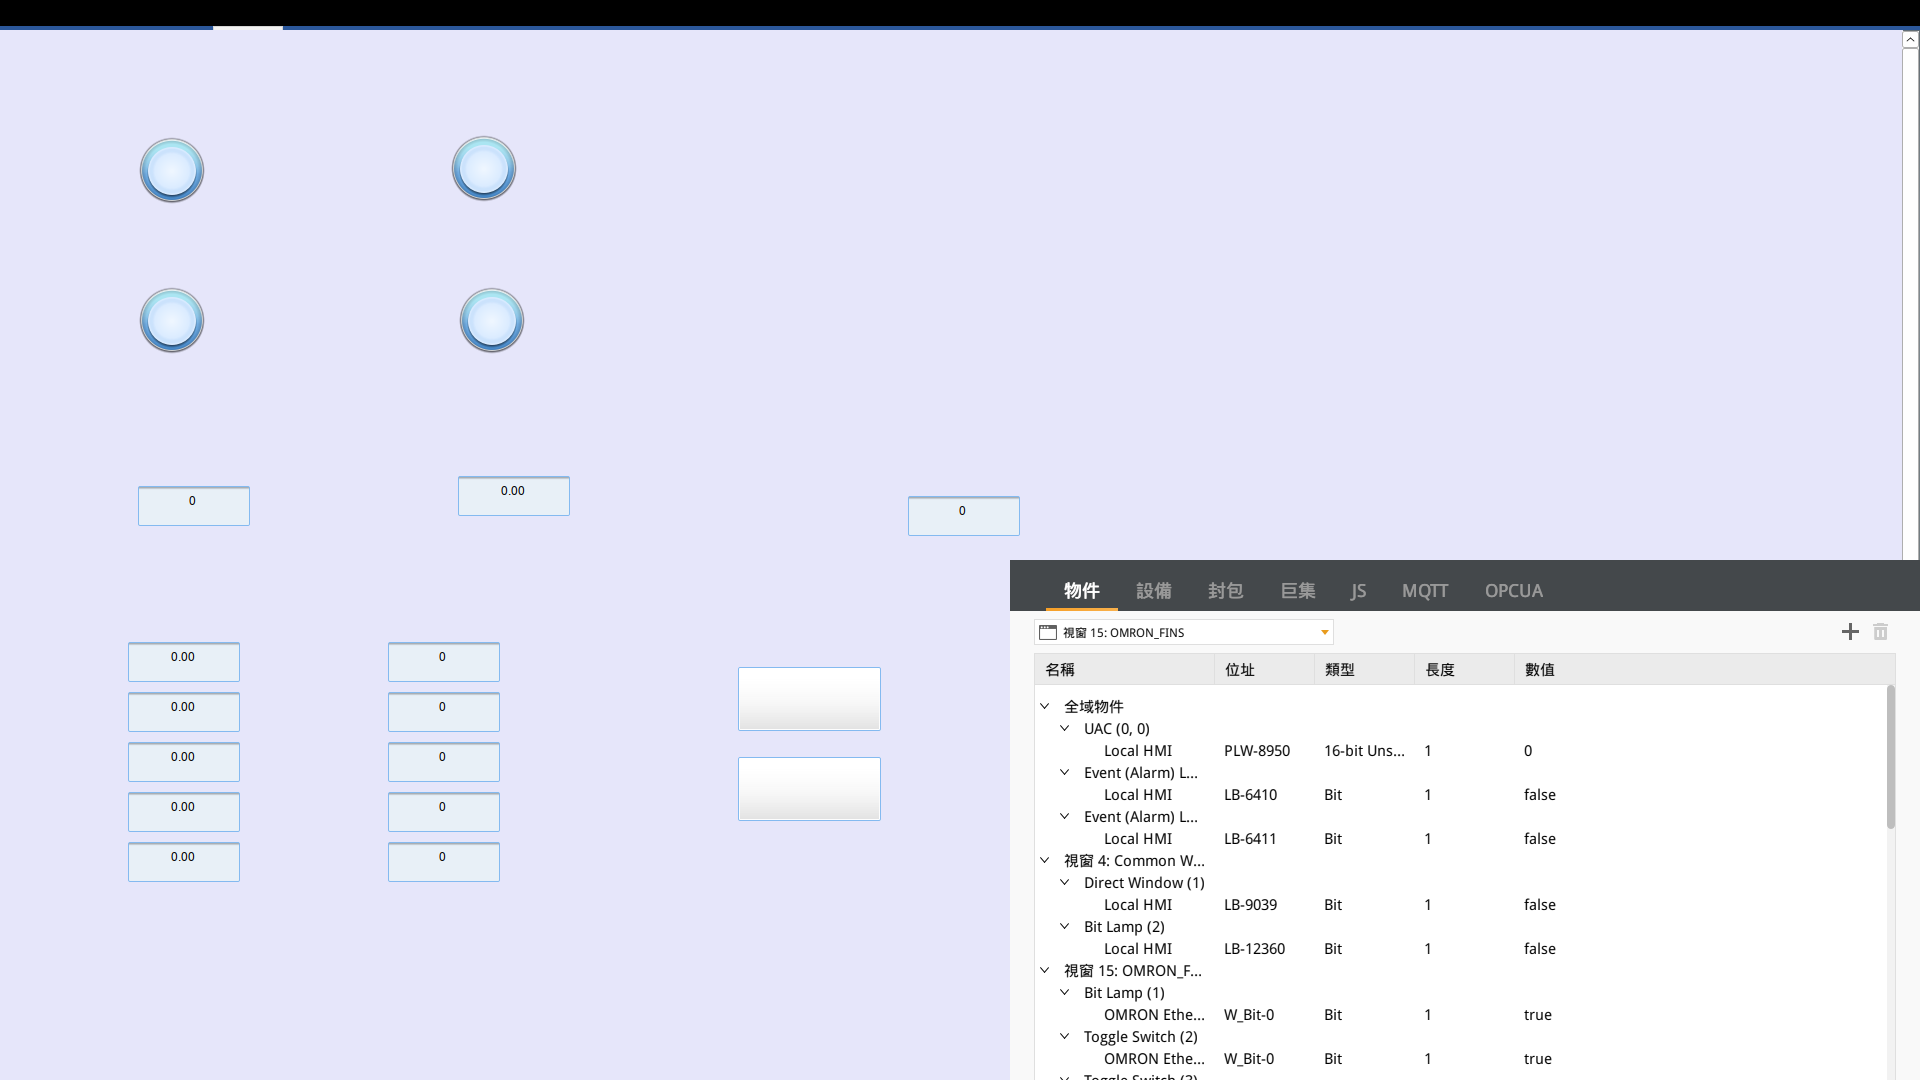 0
0.00
0
0.00 0
0.00 0
0.00 0
0.00 0
0.00 0
物件 設備 封包 巨集 JS MQTT OPCUA
視窗 15: OMRON_FINS
名稱 位址 類型 長度 數值
全域物件
UAC (0, 0)
Local HMI PLW-8950 16-bit Uns... 1 0
Event (Alarm) L...
Local HMI LB-6410 Bit 1 false
Event (Alarm) L...
Local HMI LB-6411 Bit 1 false
視窗 4: Common W...
Direct Window (1)
Local HMI LB-9039 Bit 1 false
Bit Lamp (2)
Local HMI LB-12360 Bit 1 false
視窗 15: OMRON_F...
Bit Lamp (1)
OMRON Ethe... W_Bit-0 Bit 1 true
Toggle Switch (2)
OMRON Ethe... W_Bit-0 Bit 1 true
Toggle Switch (3)